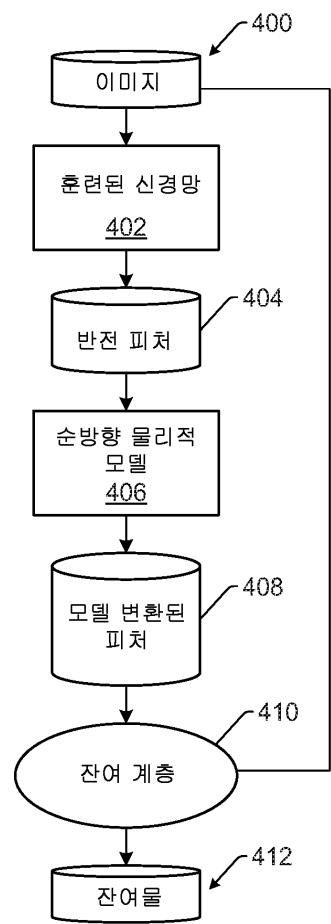 400
이미지
훈련된 신경망
402
404
반전 피처
순방향 물리적
모델
406
408
모델 변환된
피처
410
잔여 계층
412
잔여물